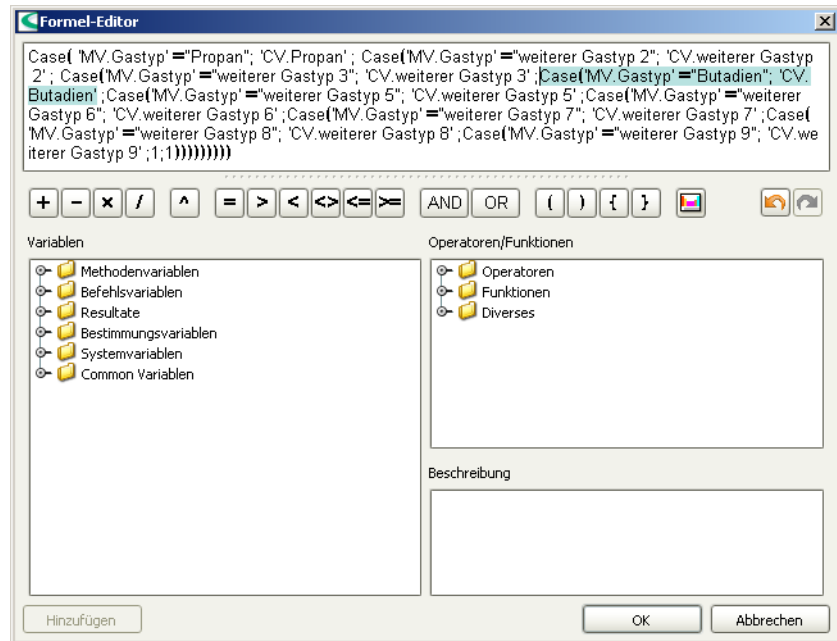 Formel-Editor
Case( 'MV.Gastyp' ="Propan"; 'CV.Propan' ; Case('MV.Gastyp' ="weiterer Gastyp 2"; 'CV.weiterer Gastyp
2' ; Case('MV.Gastyp' ="weiterer Gastyp 3"; 'CV.weiterer Gastyp 3' ;Case('MV.Gastyp' ="Butadien"; 'CV.
Butadien' ;Case('MV.Gastyp' ="weiterer Gastyp 5"; 'CV.weiterer Gastyp 5' ;Case('MV.Gastyp' ="weiterer
Gastyp 6"; 'CV.weiterer Gastyp 6' ;Case('MV.Gastyp' ="weiterer Gastyp 7"; 'CV.weiterer Gastyp 7' ;Case(
'MV.Gastyp' ="weiterer Gastyp 8"; 'CV.weiterer Gastyp 8' ;Case('MV.Gastyp' ="weiterer Gastyp 9"; 'CV.we
iterer Gastyp 9' ;1;1)))))))))
+ - × / ^ = > < <> <= >= AND OR ( ) { }
Variablen
Methodenvariablen
Befehlsvariablen
Resultate
Bestimmungsvariablen
Systemvariablen
Common Variablen
Operatoren/Funktionen
Operatoren
Funktionen
Diverses
Beschreibung
Hinzufügen
OK
Abbrechen